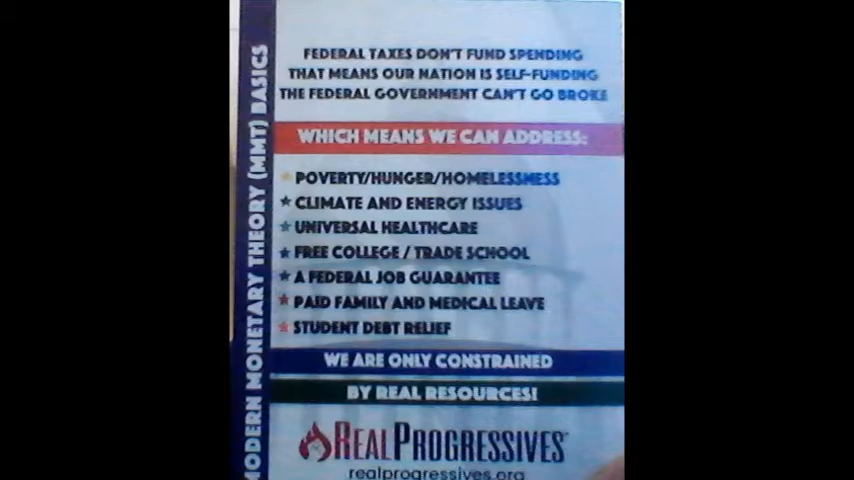 MODERN MONETARY THEORY (MMT) BASICS
FEDERAL TAXES DON'T FUND SPENDING
THAT MEANS OUR NATION IS SELF-FUNDING
THE FEDERAL GOVERNMENT CAN'T GO BROKE
WHICH MEANS WE CAN ADDRESS:
POVERTY/HUNGER/HOMELESSNESS
CLIMATE AND ENERGY ISSUES
UNIVERSAL HEALTHCARE
FREE COLLEGE / TRADE SCHOOL
A FEDERAL JOB GUARANTEE
PAID FAMILY AND MEDICAL LEAVE
STUDENT DEBT RELIEF
WE ARE ONLY CONSTRAINED
BY REAL RESOURCES!
REALPROGRESSIVES
realprogressives.org